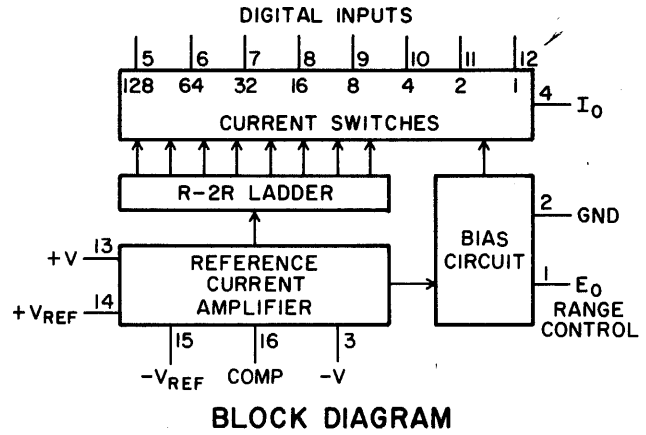 DIGITAL INPUTS
5 6 7 8 9 10 11 12
128 64 32 16 8 4 2 1
4 I₀
CURRENT SWITCHES
R-2R LADDER
2 GND
BIAS CIRCUIT
13 +V
REFERENCE CURRENT AMPLIFIER
1 E₀
RANGE CONTROL
14 +VREF
15 16 3
-VREF COMP -V
BLOCK DIAGRAM